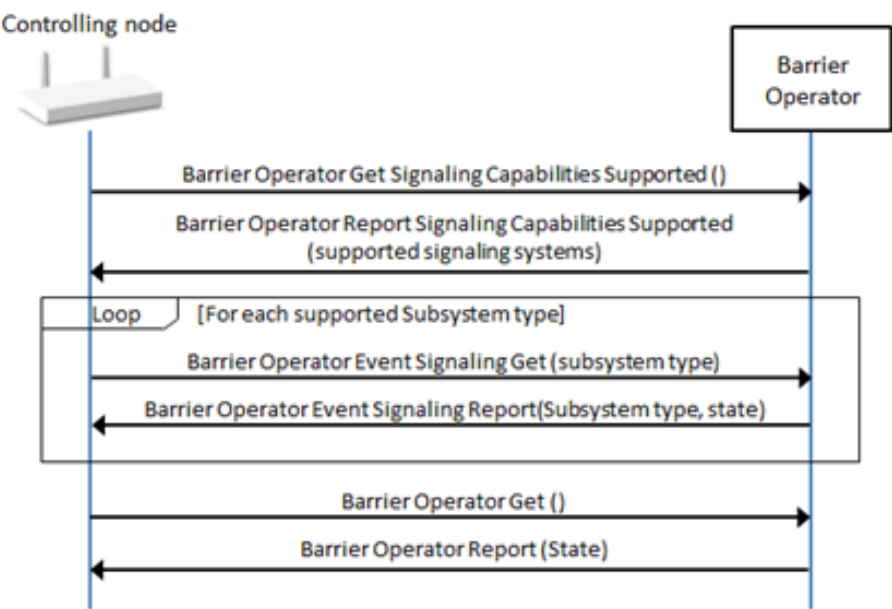 Controlling node
Barrier
Operator
Barrier Operator Get Signaling Capabilities Supported ()
Barrier Operator Report Signaling Capabilities Supported
(supported signaling systems)
Loop
[For each supported Subsystem type]
Barrier Operator Event Signaling Get (subsystem type)
Barrier Operator Event Signaling Report(Subsystem type, state)
Barrier Operator Get ()
Barrier Operator Report (State)